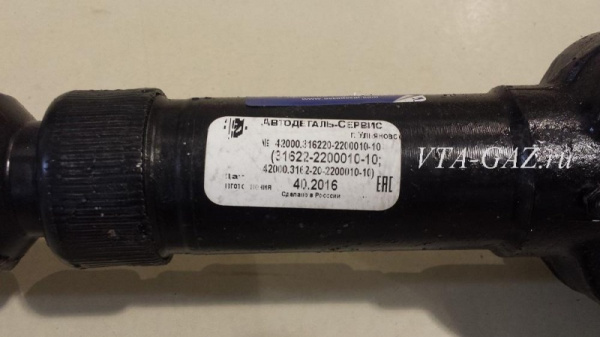 Автодеталь-Сервис
г. Ульяновск
№ 42000.316220-2200010-10
(31622-2200010-10;
42000.3162-20-2200010-10)
40.2016
Сделано в России
VTA-GAZ.ru